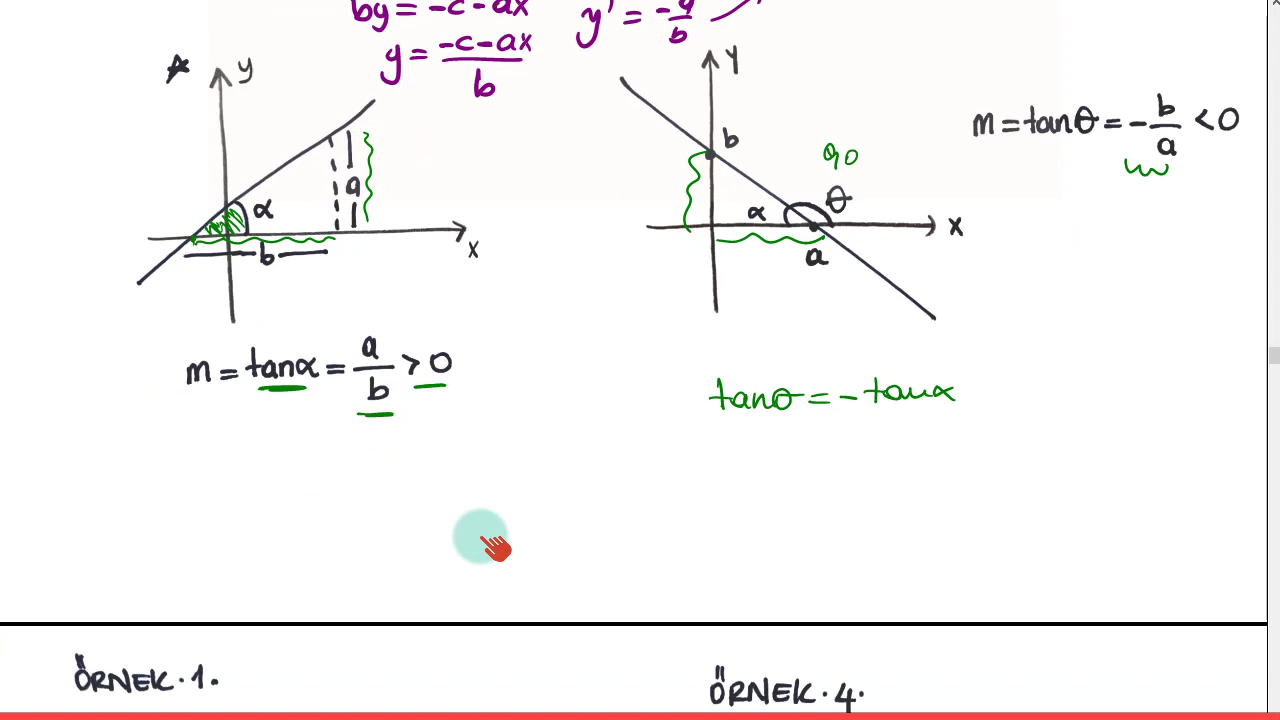 by = -c - ax
y' = -a/b
y = (-c - ax)/b
y
α
a
b
x
m = tanα = a/b > 0
y
b
90
α
θ
x
a
m = tanθ = -b/a < 0
tanθ = - tanα
ÖRNEK.1.
ÖRNEK.4.